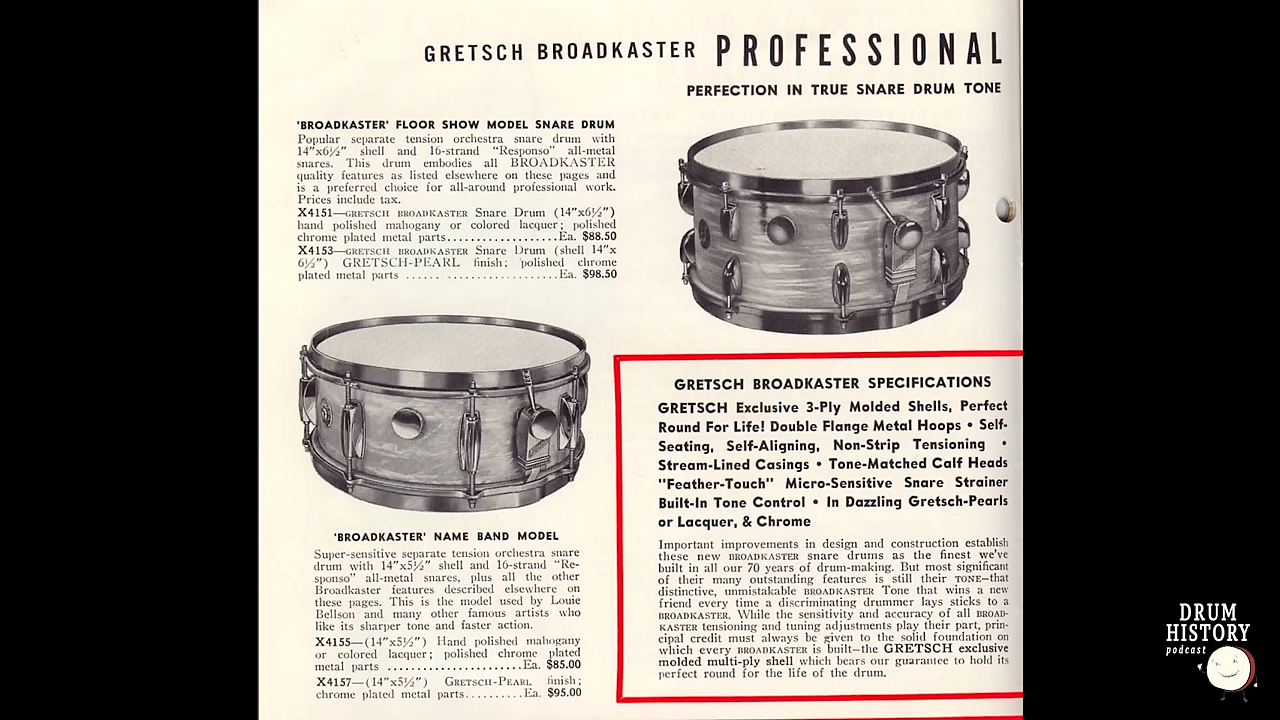 GRETSCH BROADKASTER PROFESSIONAL
PERFECTION IN TRUE SNARE DRUM TONE
'BROADKASTER' FLOOR SHOW MODEL SNARE DRUM
Popular separate tension orchestra snare drum with
14"x6½" shell and 16-strand "Responso" all-metal
snares. This drum embodies all BROADKASTER
quality features as listed elsewhere on these pages and
is a preferred choice for all-around professional work.
Prices include tax.
X4151—GRETSCH BROADKASTER Snare Drum (14"x6½")
hand polished mahogany or colored lacquer; polished
chrome plated metal parts..................Ea. $88.50
X4153—GRETSCH BROADKASTER Snare Drum (shell 14"x
6½") GRETSCH-PEARL finish; polished chrome
plated metal parts .........................Ea. $98.50
'BROADKASTER' NAME BAND MODEL
Super-sensitive separate tension orchestra snare
drum with 14"x5½" shell and 16-strand "Re-
sponso" all-metal snares, plus all the other
Broadkaster features described elsewhere on
these pages. This is the model used by Louie
Bellson and many other famous artists who
like its sharper tone and faster action.
X4155—(14"x5½") Hand polished mahogany
or colored lacquer; polished chrome plated
metal parts ......................Ea. $85.00
X4157—(14"x5½") GRETSCH-PEARL finish;
chrome plated metal parts..........Ea. $95.00
GRETSCH BROADKASTER SPECIFICATIONS
GRETSCH Exclusive 3-Ply Molded Shells, Perfect
Round For Life! Double Flange Metal Hoops • Self-
Seating, Self-Aligning, Non-Strip Tensioning •
Stream-Lined Casings • Tone-Matched Calf Heads
"Feather-Touch" Micro-Sensitive Snare Strainer
Built-In Tone Control • In Dazzling Gretsch-Pearls
or Lacquer, & Chrome
Important improvements in design and construction establish
these new BROADKASTER snare drums as the finest we've
built in all our 70 years of drum-making. But most significant
of their many outstanding features is still their TONE—that
distinctive, unmistakable BROADKASTER Tone that wins a new
friend every time a discriminating drummer lays sticks to a
BROADKASTER. While the sensitivity and accuracy of all BROAD-
KASTER tensioning and tuning adjustments play their part, prin-
cipal credit must always be given to the solid foundation on
which every BROADKASTER is built—the GRETSCH exclusive
molded multi-ply shell which bears our guarantee to hold its
perfect round for the life of the drum.
DRUM
HISTORY
podcast